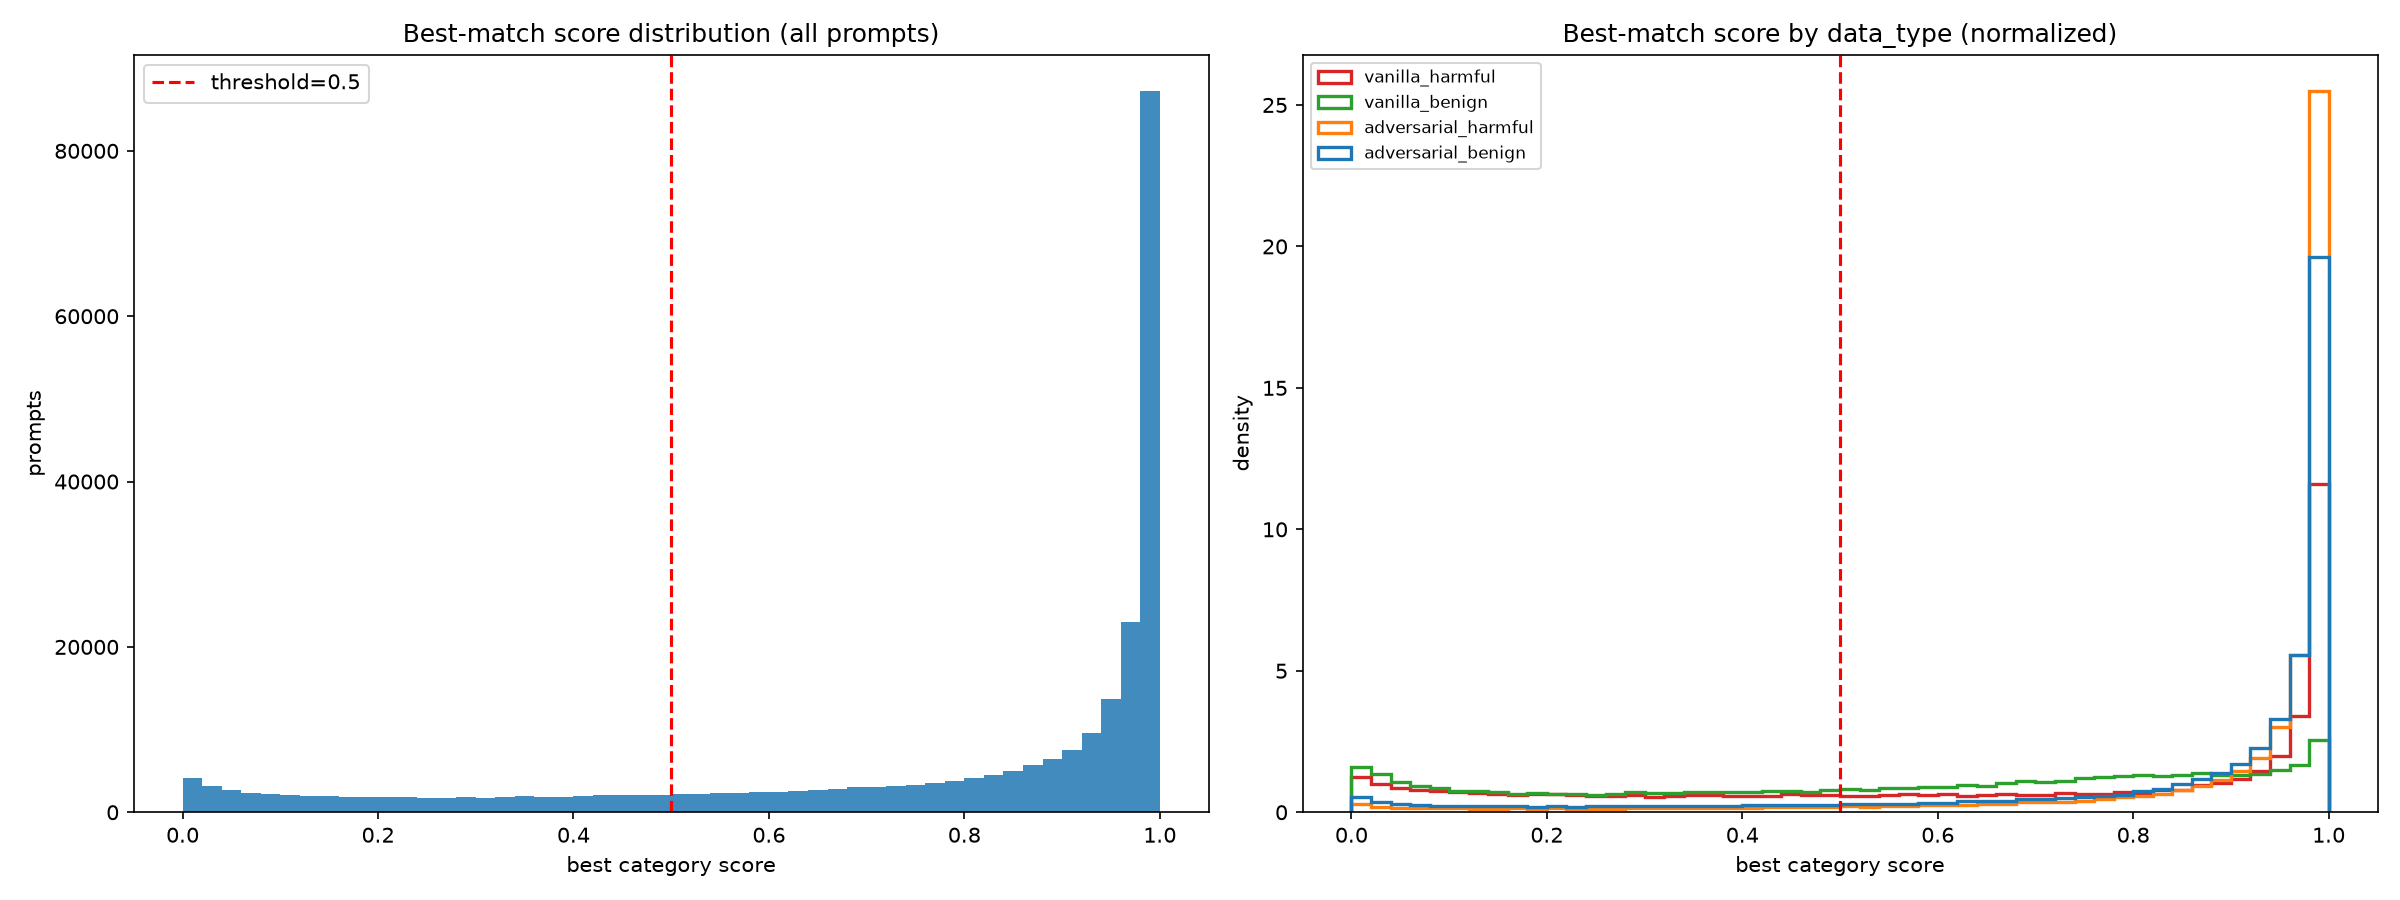 Best-match score distribution (all prompts)
threshold=0.5
80000
60000
40000
20000
0
prompts
0.0 0.2 0.4 0.6 0.8 1.0
best category score
Best-match score by data_type (normalized)
vanilla_harmful
vanilla_benign
adversarial_harmful
adversarial_benign
25
20
15
10
5
0
density
0.0 0.2 0.4 0.6 0.8 1.0
best category score